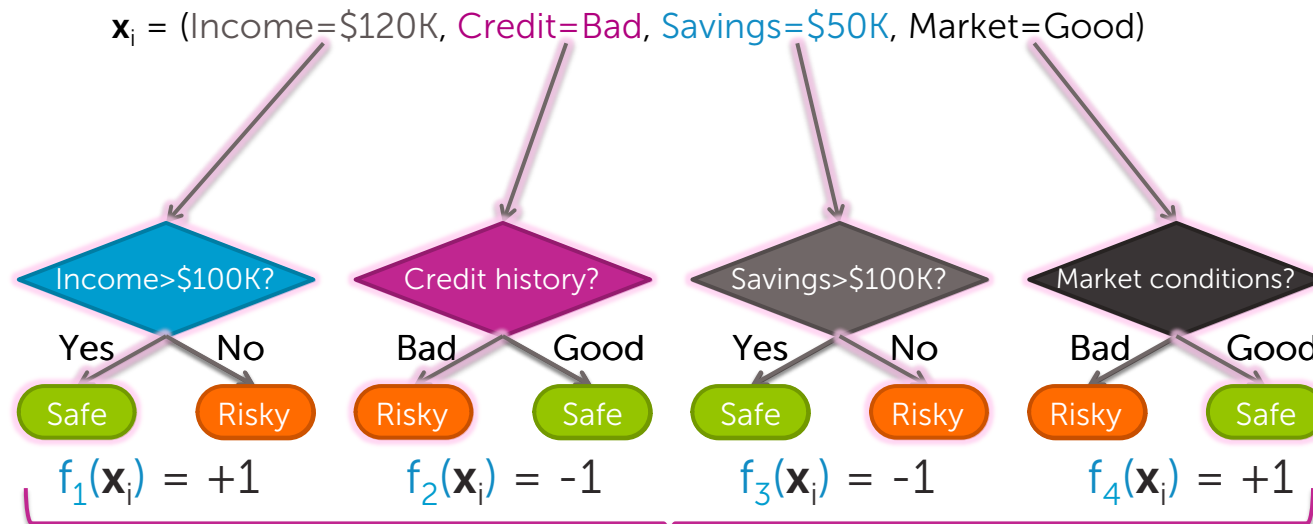 xᵢ = (Income=$120K, Credit=Bad, Savings=$50K, Market=Good)
Income>$100K? Credit history? Savings>$100K? Market conditions?
Yes No Bad Good Yes No Bad Good
Safe Risky Risky Safe Safe Risky Risky Safe
f₁(xᵢ) = +1 f₂(xᵢ) = -1 f₃(xᵢ) = -1 f₄(xᵢ) = +1